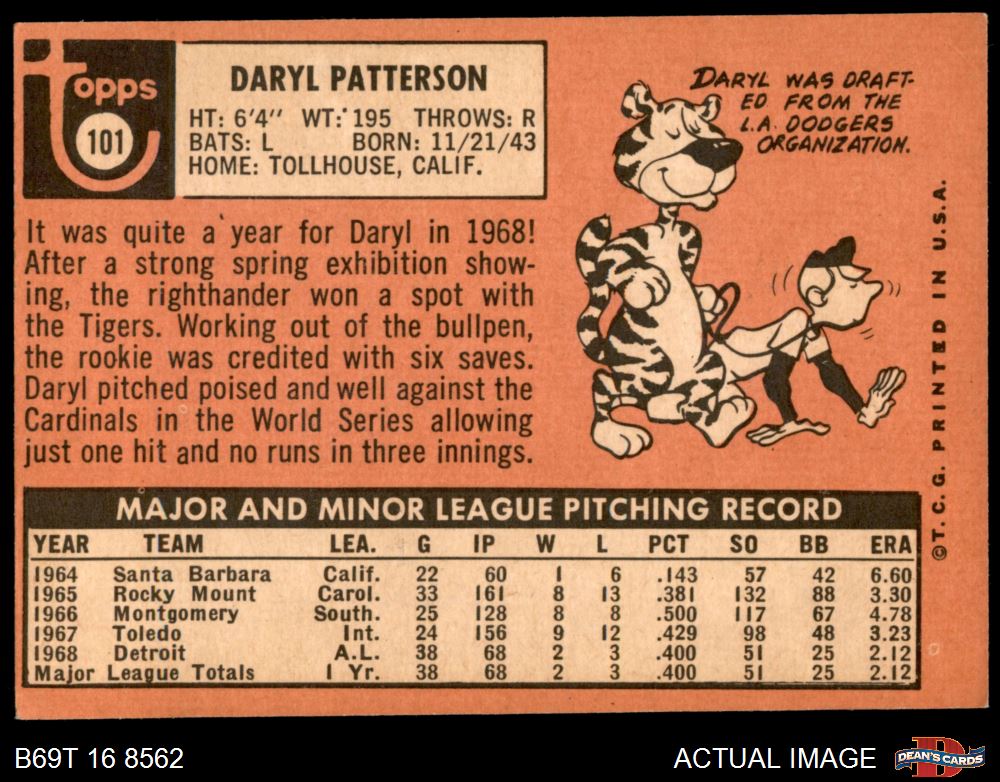 topps
101
DARYL PATTERSON
HT: 6'4" WT: 195 THROWS: R
BATS: L BORN: 11/21/43
HOME: TOLLHOUSE, CALIF.
DARYL WAS DRAFT-
ED FROM THE
L.A. DODGERS
ORGANIZATION.
It was quite a year for Daryl in 1968!
After a strong spring exhibition show-
ing, the righthander won a spot with
the Tigers. Working out of the bullpen,
the rookie was credited with six saves.
Daryl pitched poised and well against the
Cardinals in the World Series allowing
just one hit and no runs in three innings.
©T.C.G. PRINTED IN U.S.A.
MAJOR AND MINOR LEAGUE PITCHING RECORD
YEAR TEAM LEA. G IP W L PCT SO BB ERA
1964 Santa Barbara Calif. 22 60 1 6 .143 57 42 6.60
1965 Rocky Mount Carol. 33 161 8 13 .381 132 88 3.30
1966 Montgomery South. 25 128 8 8 .500 117 67 4.78
1967 Toledo Int. 24 156 9 12 .429 98 48 3.23
1968 Detroit A.L. 38 68 2 3 .400 51 25 2.12
Major League Totals 1 Yr. 38 68 2 3 .400 51 25 2.12
B69T 16 8562
ACTUAL IMAGE
D
DEAN'S CARDS